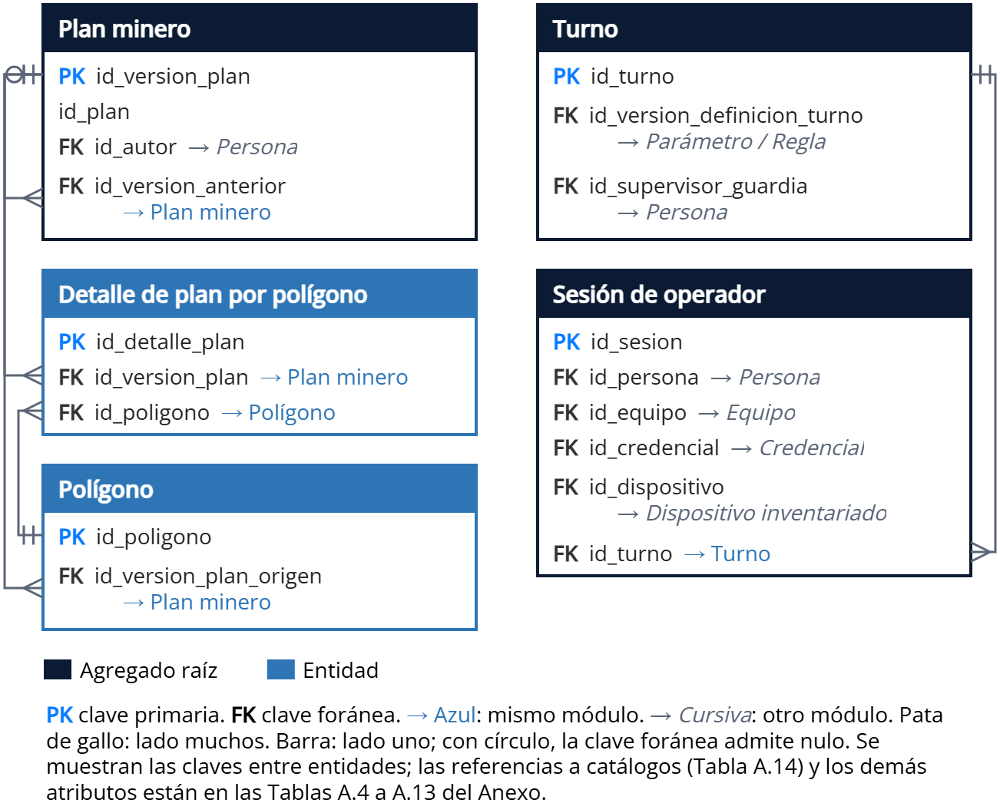 Plan minero
PK id_version_plan
id_plan
FK id_autor → Persona
FK id_version_anterior
→ Plan minero
Detalle de plan por polígono
PK id_detalle_plan
FK id_version_plan → Plan minero
FK id_poligono → Polígono
Polígono
PK id_poligono
FK id_version_plan_origen
→ Plan minero
Turno
PK id_turno
FK id_version_definicion_turno
→ Parámetro / Regla
FK id_supervisor_guardia
→ Persona
Sesión de operador
PK id_sesion
FK id_persona → Persona
FK id_equipo → Equipo
FK id_credencial → Credencial
FK id_dispositivo
→ Dispositivo inventariado
FK id_turno → Turno
Agregado raíz
Entidad
PK clave primaria. FK clave foránea. → Azul: mismo módulo. → Cursiva: otro módulo. Pata
de gallo: lado muchos. Barra: lado uno; con círculo, la clave foránea admite nulo. Se
muestran las claves entre entidades; las referencias a catálogos (Tabla A.14) y los demás
atributos están en las Tablas A.4 a A.13 del Anexo.